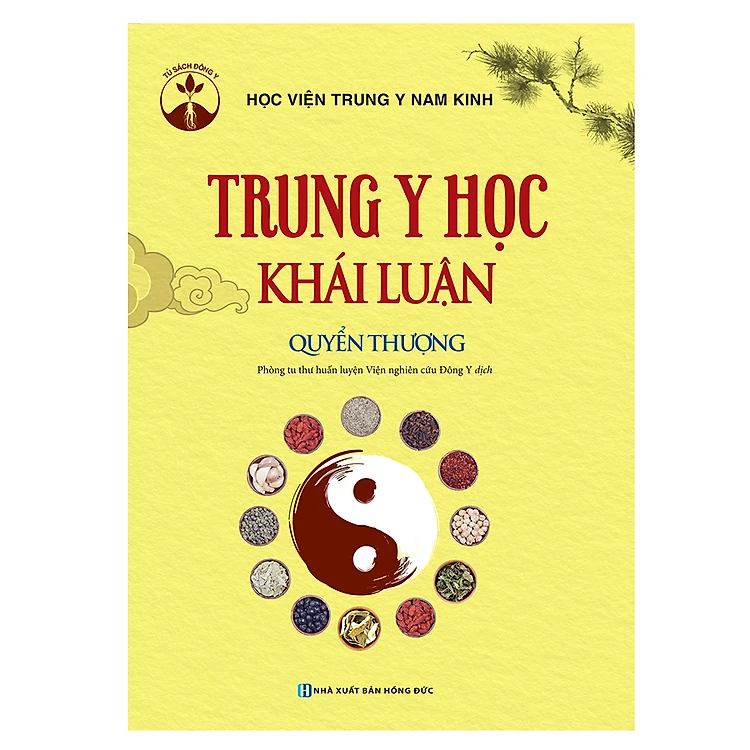 TỦ SÁCH ĐÔNG Y
HỌC VIỆN TRUNG Y NAM KINH
TRUNG Y HỌC
KHÁI LUẬN
QUYỂN THƯỢNG
Phòng tu thư huấn luyện Viện nghiên cứu Đông Y dịch
NHÀ XUẤT BẢN HỒNG ĐỨC